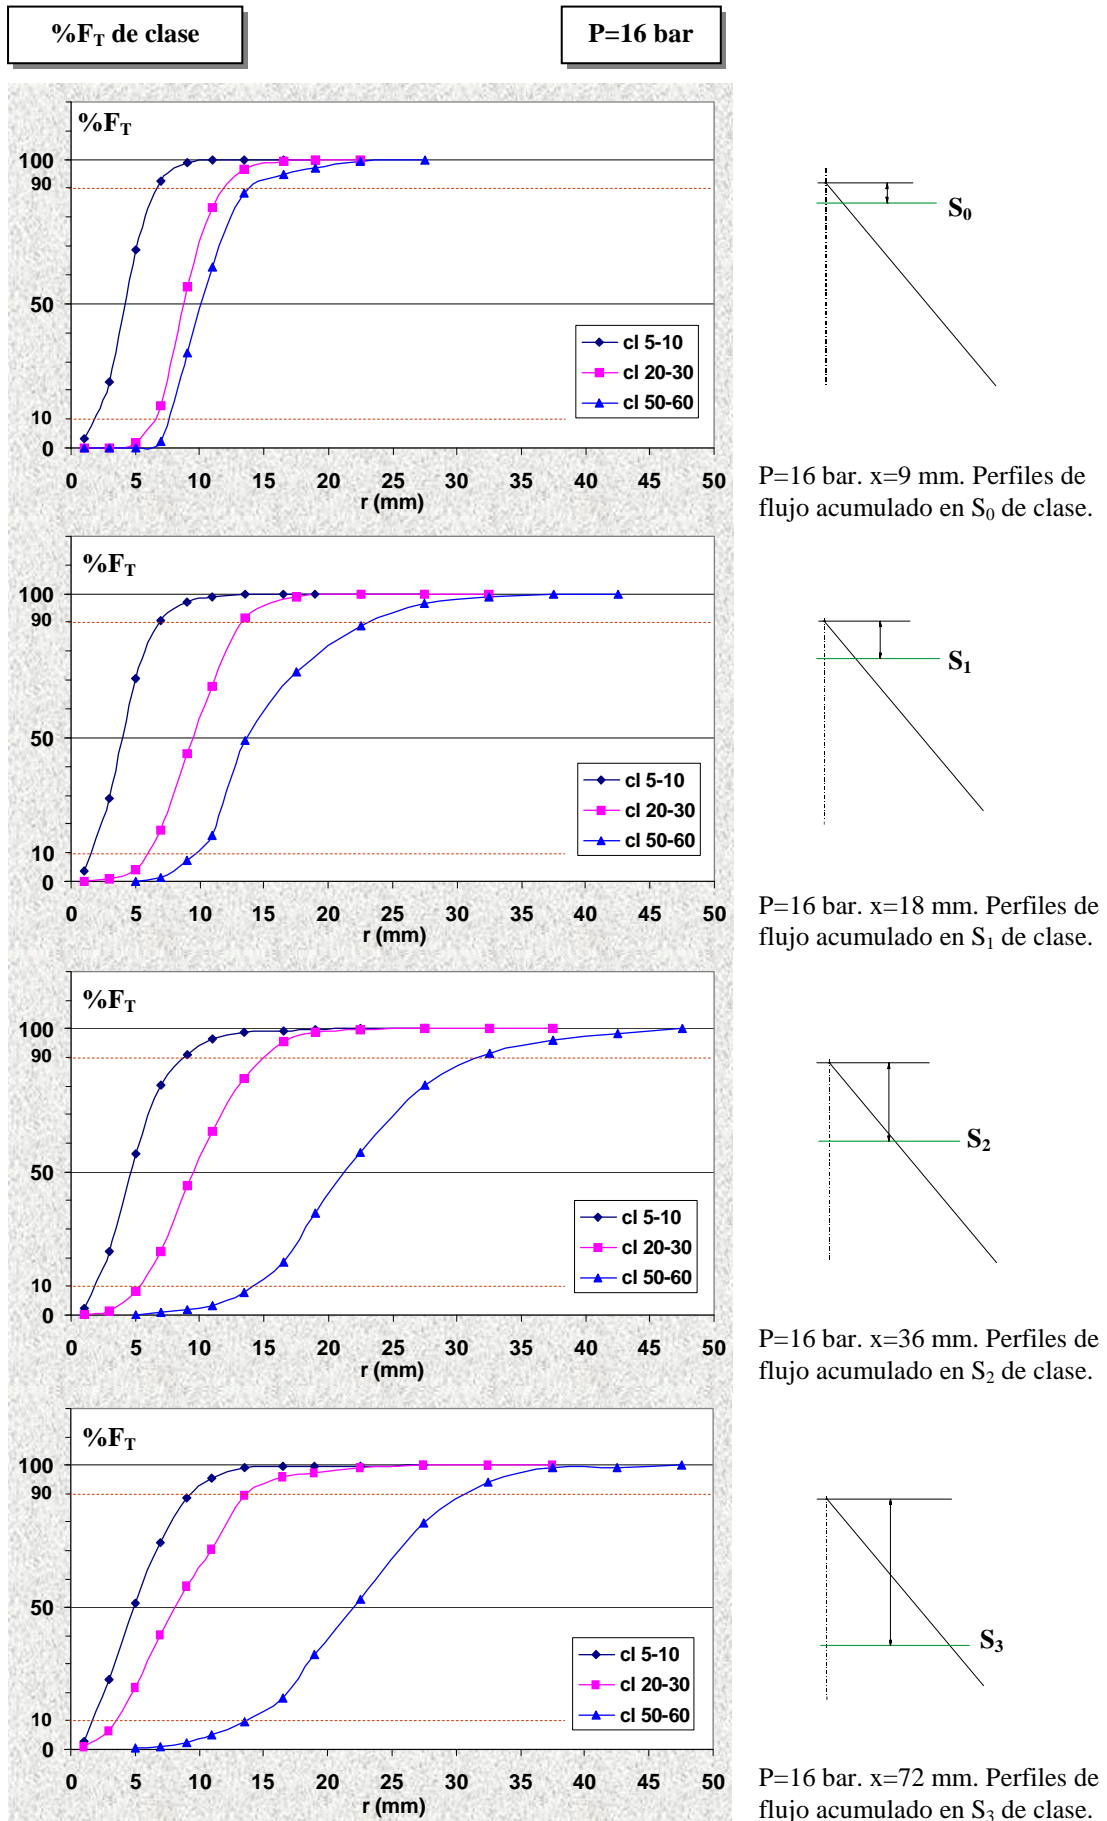 %F_T de clase
P=16 bar
%F_T
100
90
50
10
0
cl 5-10
cl 20-30
cl 50-60
0 5 10 15 20 25 30 35 40 45 50
r (mm)
S_0
P=16 bar. x=9 mm. Perfiles de
flujo acumulado en S_0 de clase.
%F_T
100
90
50
10
0
cl 5-10
cl 20-30
cl 50-60
0 5 10 15 20 25 30 35 40 45 50
r (mm)
S_1
P=16 bar. x=18 mm. Perfiles de
flujo acumulado en S_1 de clase.
%F_T
100
90
50
10
0
cl 5-10
cl 20-30
cl 50-60
0 5 10 15 20 25 30 35 40 45 50
r (mm)
S_2
P=16 bar. x=36 mm. Perfiles de
flujo acumulado en S_2 de clase.
%F_T
100
90
50
10
0
cl 5-10
cl 20-30
cl 50-60
0 5 10 15 20 25 30 35 40 45 50
r (mm)
S_3
P=16 bar. x=72 mm. Perfiles de
flujo acumulado en S_3 de clase.